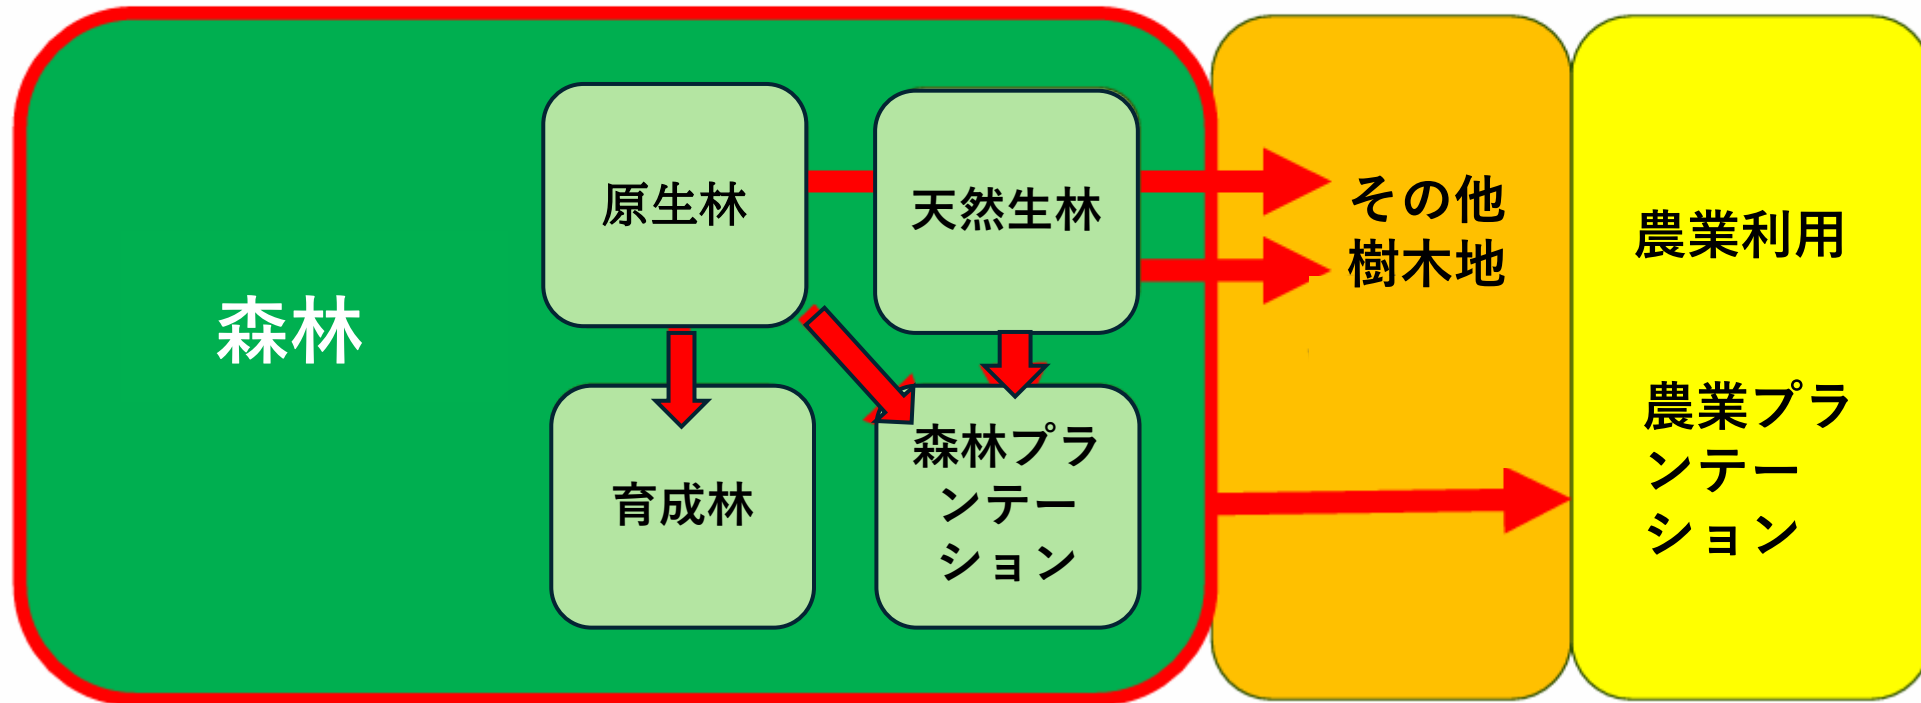 森林
原生林
天然生林
育成林
森林プラ
ンテー
ション
その他
樹木地
農業利用
農業プラ
ンテー
ション